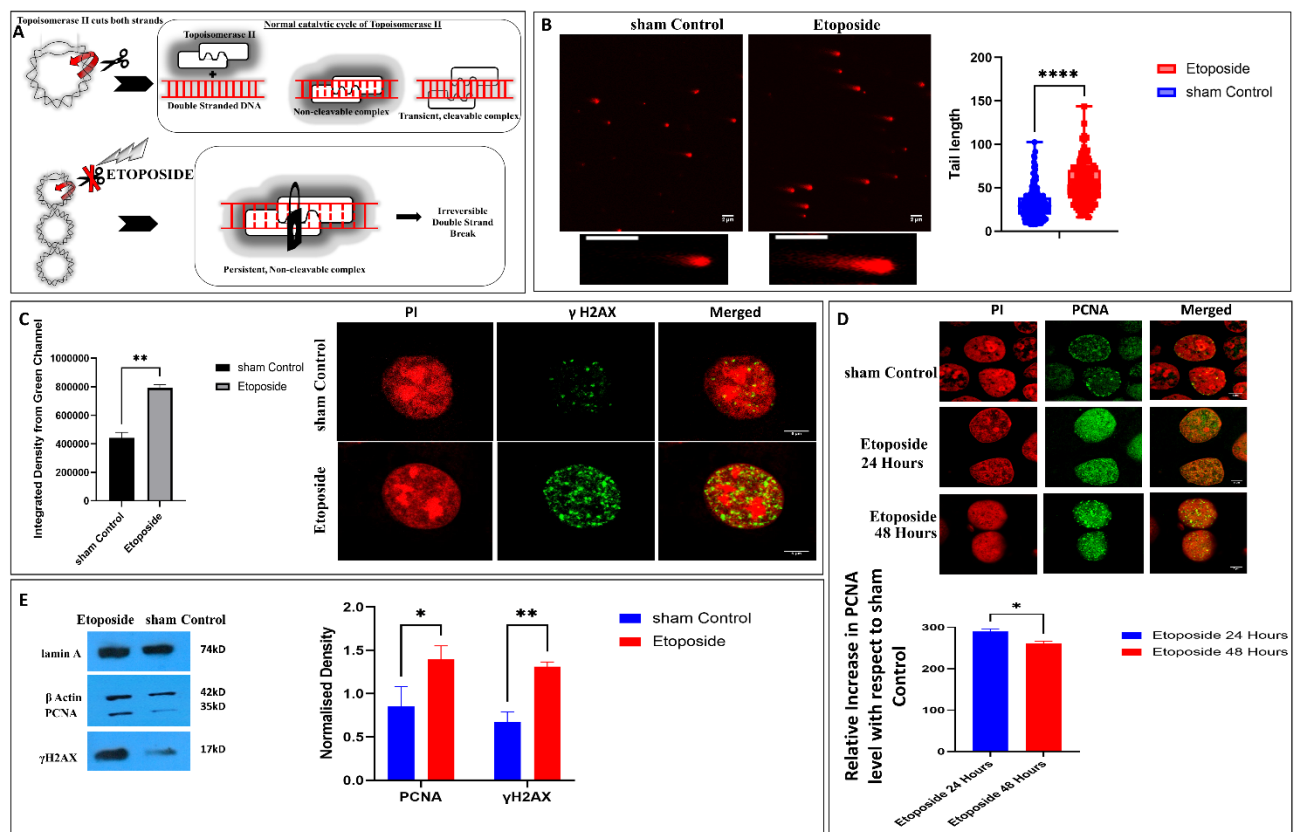 Topoisomerase II cuts both strands
A
Normal catalytic cycle of Topoisomerase II
Topoisomerase II
+
Double Stranded DNA
Non-cleavable complex
Transient, cleavable complex
ETOPOSIDE
Persistent, Non-cleavable complex
Irreversible
Double Strand
Break
B
sham Control
Etoposide
2 μm
2 μm
Tail length
200
150
100
50
0
****
Etoposide
sham Control
C
Integrated Density from Green Channel
1000000
800000
600000
400000
200000
0
**
sham Control
Etoposide
sham Control
Etoposide
PI
γ H2AX
Merged
sham Control
Etoposide
D
PI
PCNA
Merged
sham Control
Etoposide
24 Hours
Etoposide
48 Hours
Relative Increase in PCNA
level with respect to sham
Control
300
200
100
0
*
Etoposide 24 Hours
Etoposide 48 Hours
Etoposide 24 Hours
Etoposide 48 Hours
E
Etoposide sham Control
lamin A
74kD
β Actin
42kD
PCNA
35kD
γH2AX
17kD
Normalised Density
2.0
1.5
1.0
0.5
0.0
*
**
PCNA
γH2AX
sham Control
Etoposide